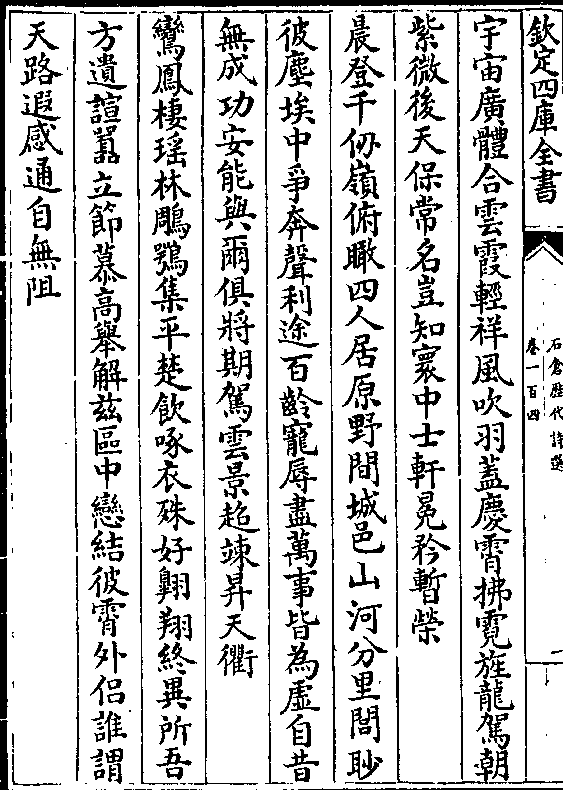 欽定四庫全書
石倉歴代詩選
卷一百四
宇宙廣體合雲霞輕祥風吹羽蓋慶霄拂霓旌龍駕朝
紫微後天保常名豈知寰中士軒冕矜暫榮
晨登千仞嶺俯瞰四人居原野間城邑山河分里閭眇
彼塵埃中爭奔聲利途百齡寵辱盡萬事皆為虛自昔
無成功安能與爾俱將期駕雲景超竦昇天衢
鸞鳳棲瑶林鵰鶚集平楚飲啄衣殊好翺翔終異所吾
方遺諠囂立節慕高舉解兹區中戀結彼霄外侣誰謂
天路遐感通自無阻